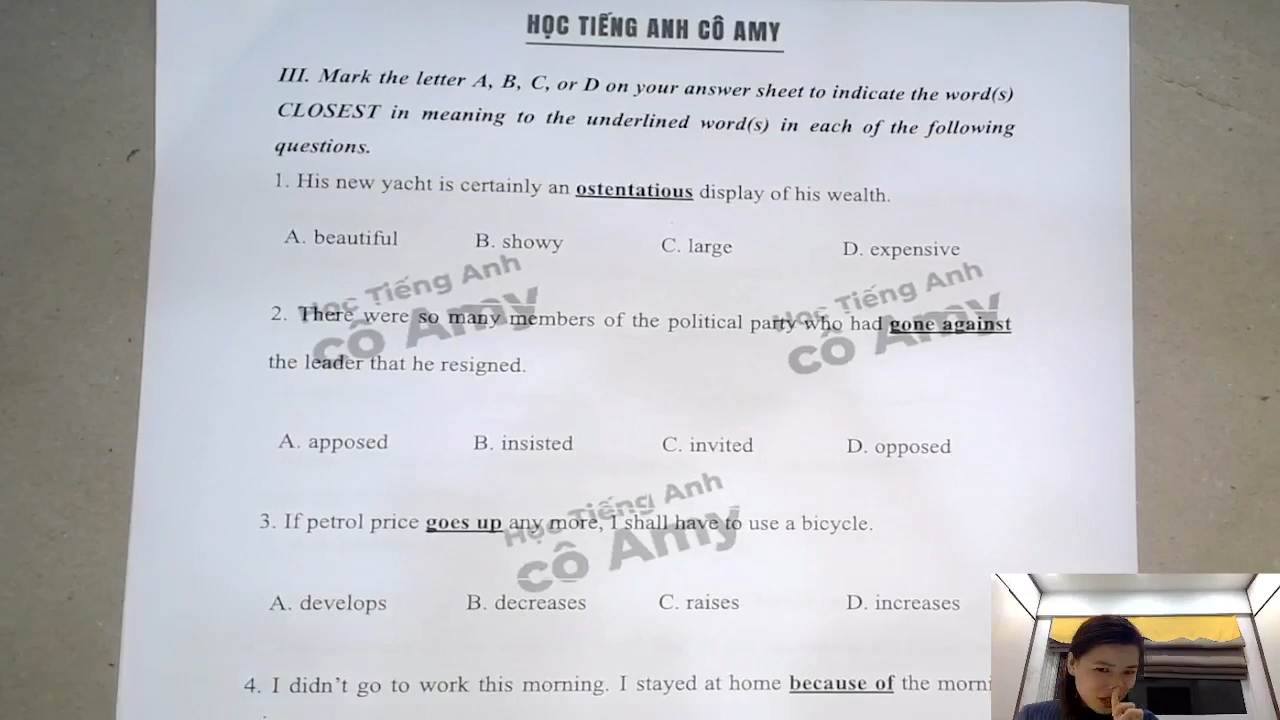 HỌC TIẾNG ANH CÔ AMY
III. Mark the letter A, B, C, or D on your answer sheet to indicate the word(s)
CLOSEST in meaning to the underlined word(s) in each of the following
questions.
1. His new yacht is certainly an ostentatious display of his wealth.
A. beautiful B. showy C. large D. expensive
Học Tiếng Anh
cô Amy
Học Tiếng Anh
cô Amy
2. There were so many members of the political party who had gone against
the leader that he resigned.
A. apposed B. insisted C. invited D. opposed
3. If petrol price goes up any more, I shall have to use a bicycle.
Học Tiếng Anh
cô Amy
A. develops B. decreases C. raises D. increases
4. I didn't go to work this morning. I stayed at home because of the